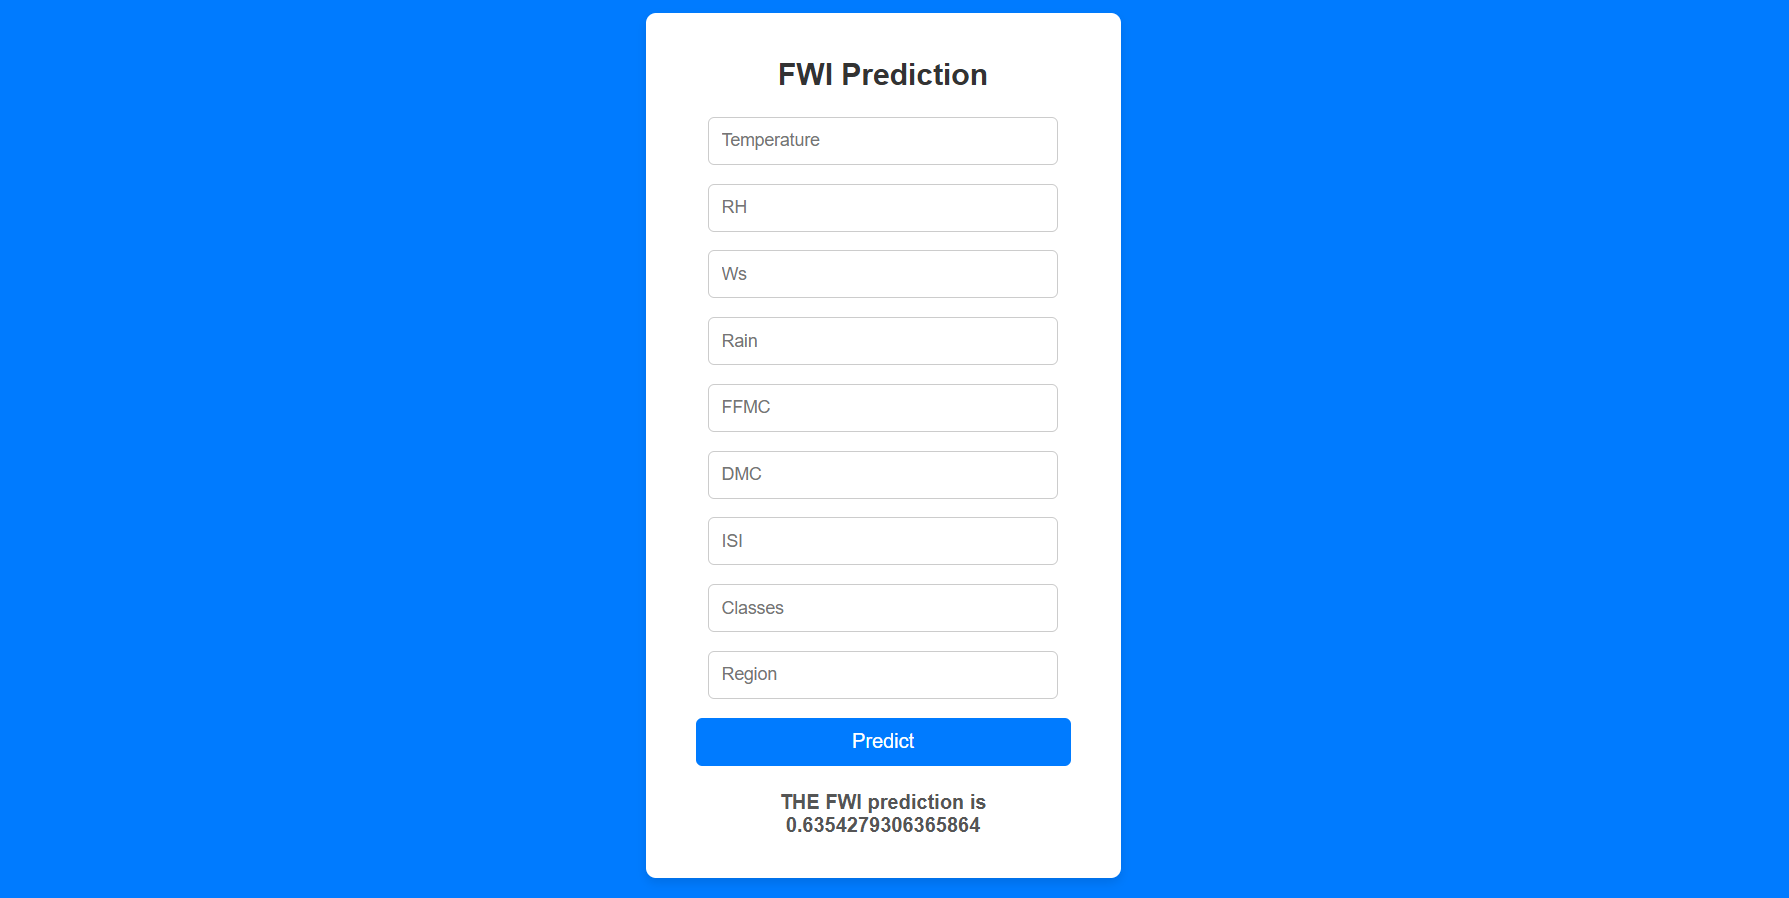 FWI Prediction
Temperature
RH
Ws
Rain
FFMC
DMC
ISI
Classes
Region
Predict
THE FWI prediction is
0.6354279306365864